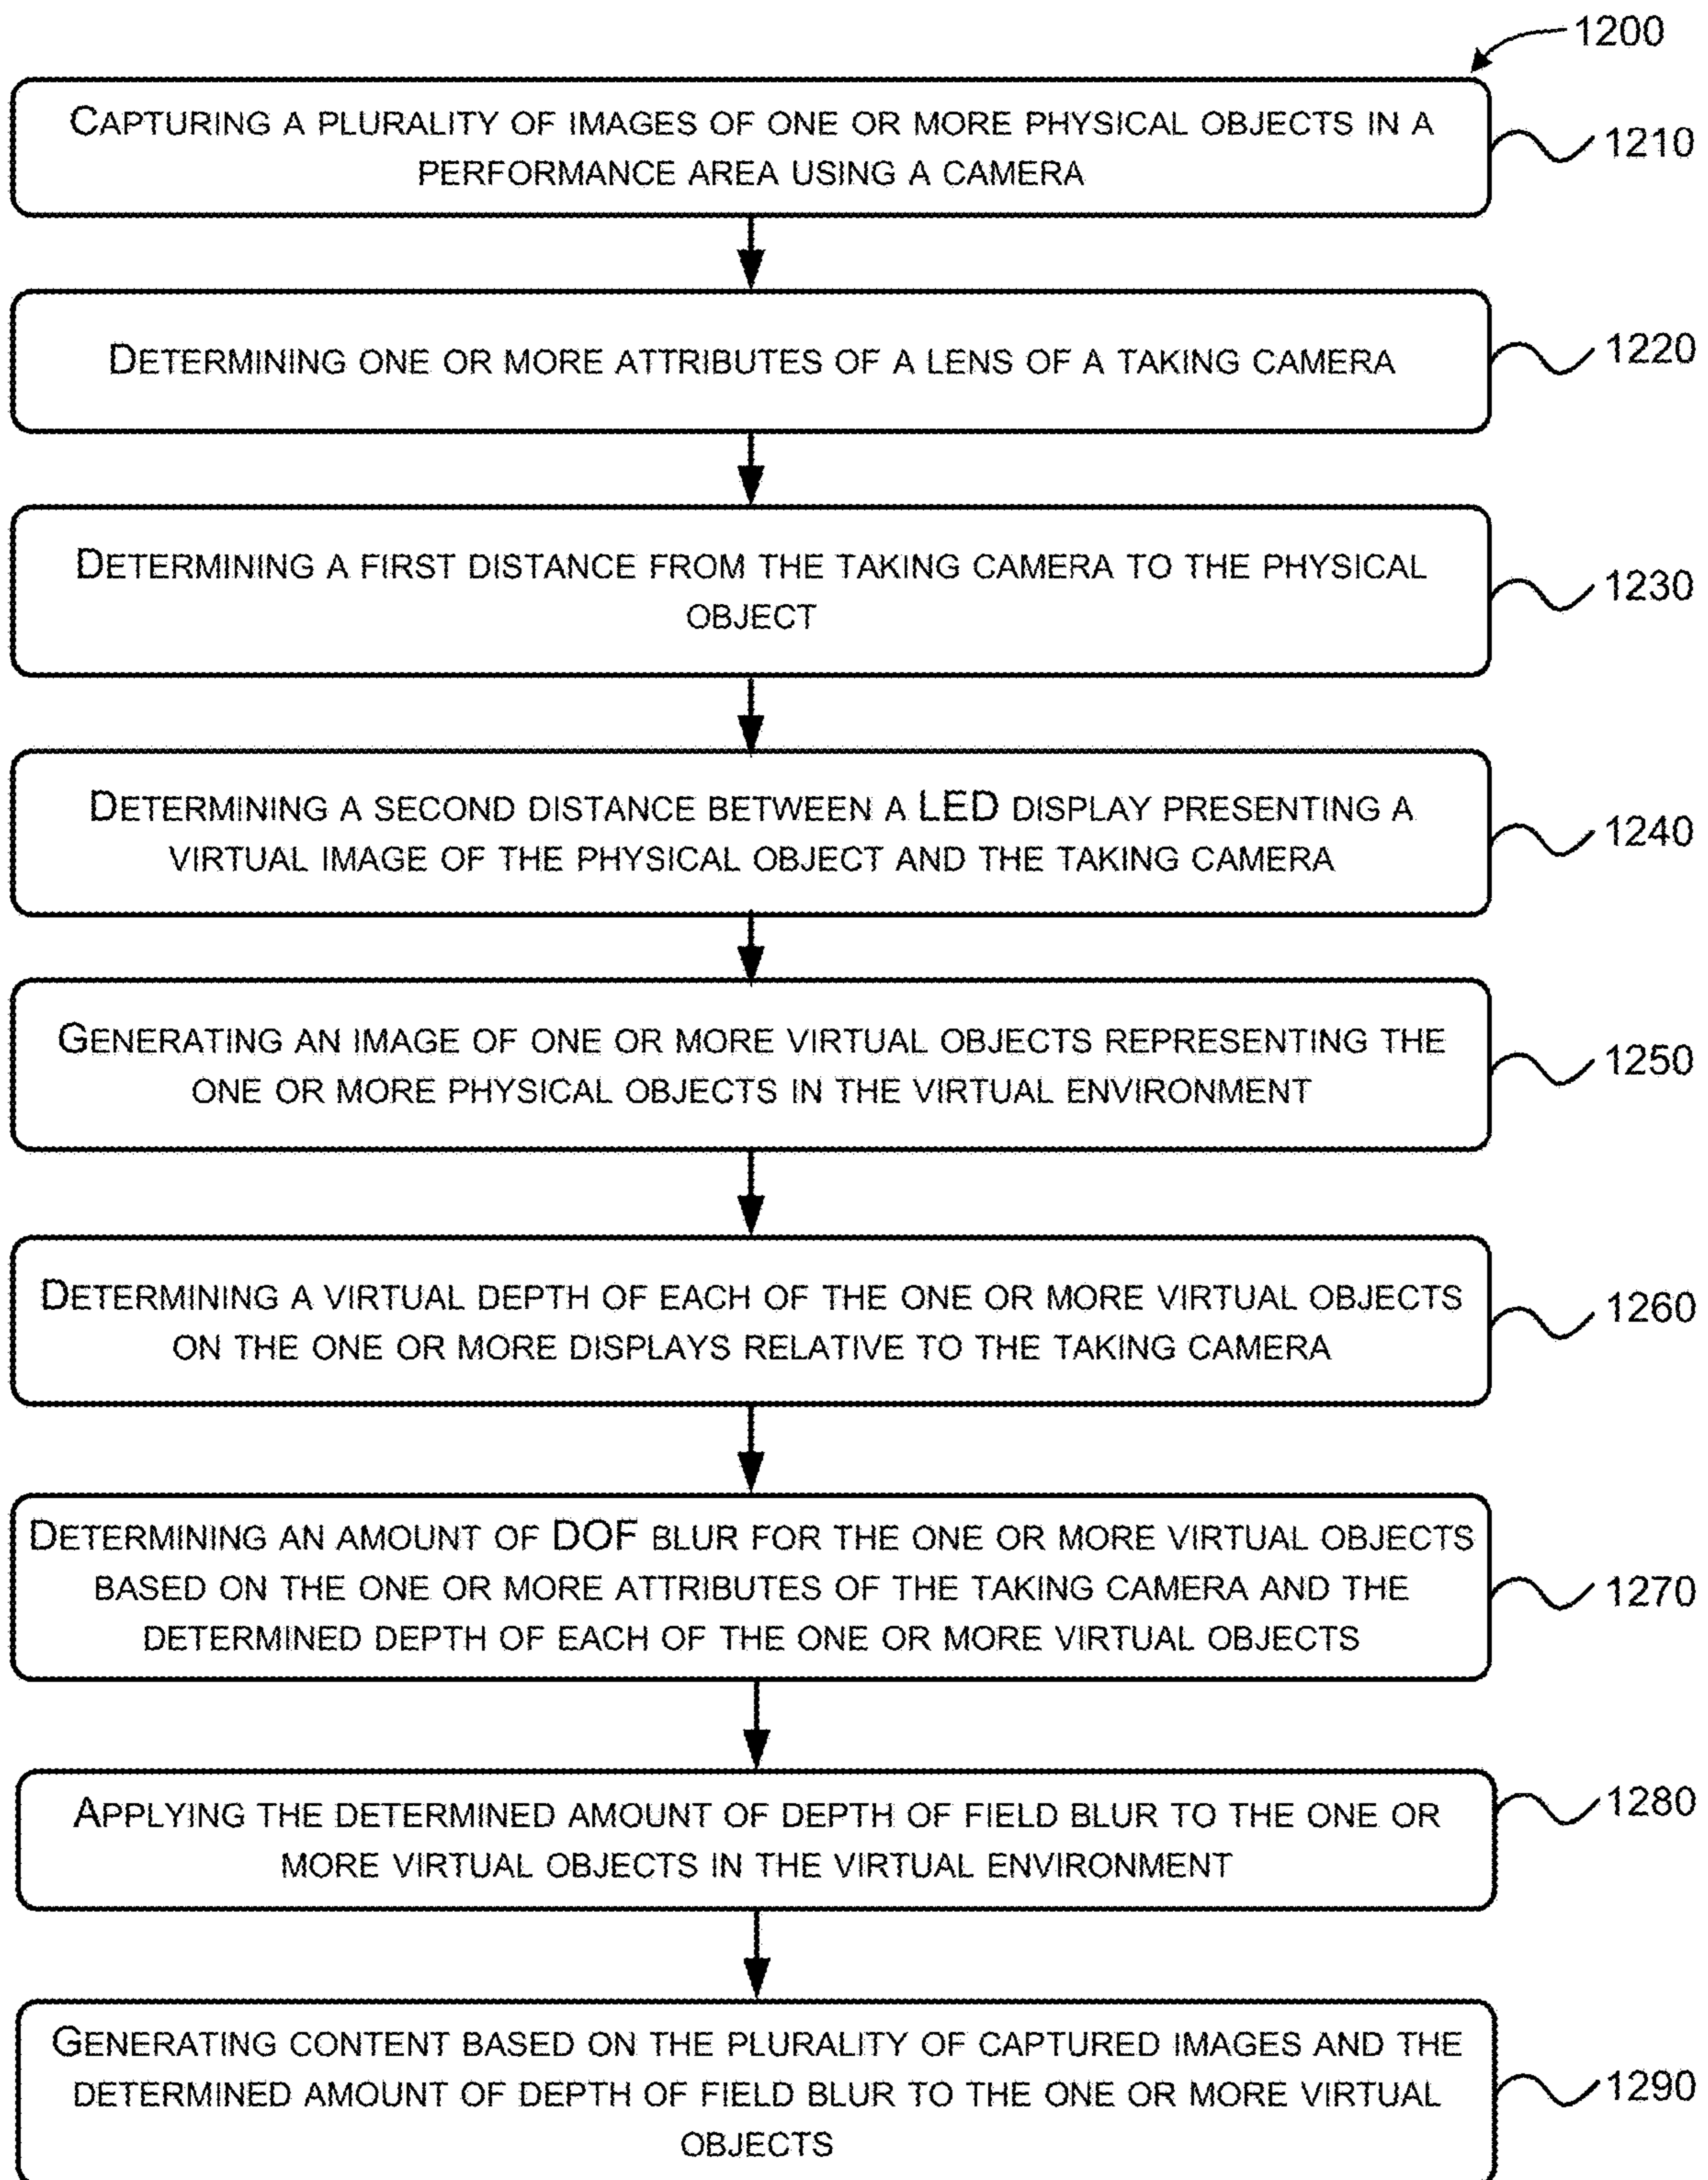 1200
CAPTURING A PLURALITY OF IMAGES OF ONE OR MORE PHYSICAL OBJECTS IN A
PERFORMANCE AREA USING A CAMERA
1210
DETERMINING ONE OR MORE ATTRIBUTES OF A LENS OF A TAKING CAMERA
1220
DETERMINING A FIRST DISTANCE FROM THE TAKING CAMERA TO THE PHYSICAL
OBJECT
1230
DETERMINING A SECOND DISTANCE BETWEEN A LED DISPLAY PRESENTING A
VIRTUAL IMAGE OF THE PHYSICAL OBJECT AND THE TAKING CAMERA
1240
GENERATING AN IMAGE OF ONE OR MORE VIRTUAL OBJECTS REPRESENTING THE
ONE OR MORE PHYSICAL OBJECTS IN THE VIRTUAL ENVIRONMENT
1250
DETERMINING A VIRTUAL DEPTH OF EACH OF THE ONE OR MORE VIRTUAL OBJECTS
ON THE ONE OR MORE DISPLAYS RELATIVE TO THE TAKING CAMERA
1260
DETERMINING AN AMOUNT OF DOF BLUR FOR THE ONE OR MORE VIRTUAL OBJECTS
BASED ON THE ONE OR MORE ATTRIBUTES OF THE TAKING CAMERA AND THE
DETERMINED DEPTH OF EACH OF THE ONE OR MORE VIRTUAL OBJECTS
1270
APPLYING THE DETERMINED AMOUNT OF DEPTH OF FIELD BLUR TO THE ONE OR
MORE VIRTUAL OBJECTS IN THE VIRTUAL ENVIRONMENT
1280
GENERATING CONTENT BASED ON THE PLURALITY OF CAPTURED IMAGES AND THE
DETERMINED AMOUNT OF DEPTH OF FIELD BLUR TO THE ONE OR MORE VIRTUAL
OBJECTS
1290